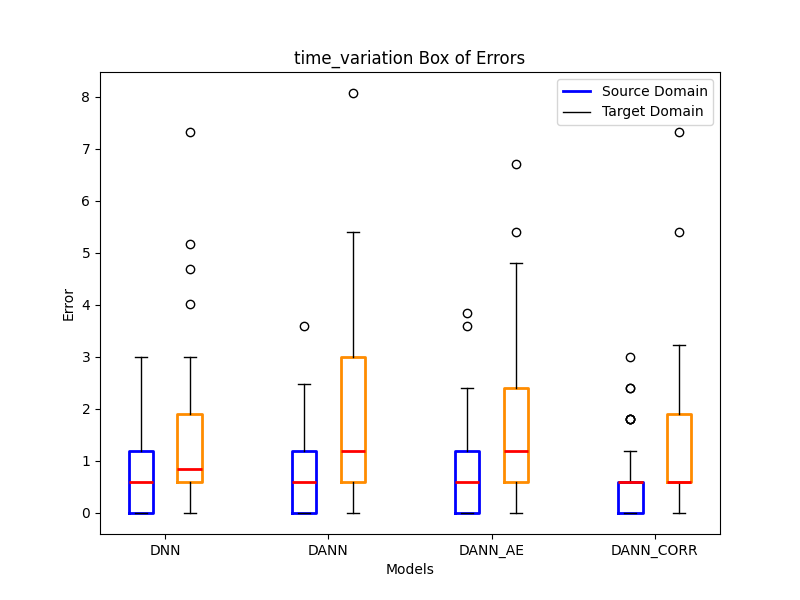 time_variation Box of Errors
Source Domain
Target Domain
8
7
6
5
4
3
2
1
0
Error
DNN
DANN
DANN_AE
DANN_CORR
Models